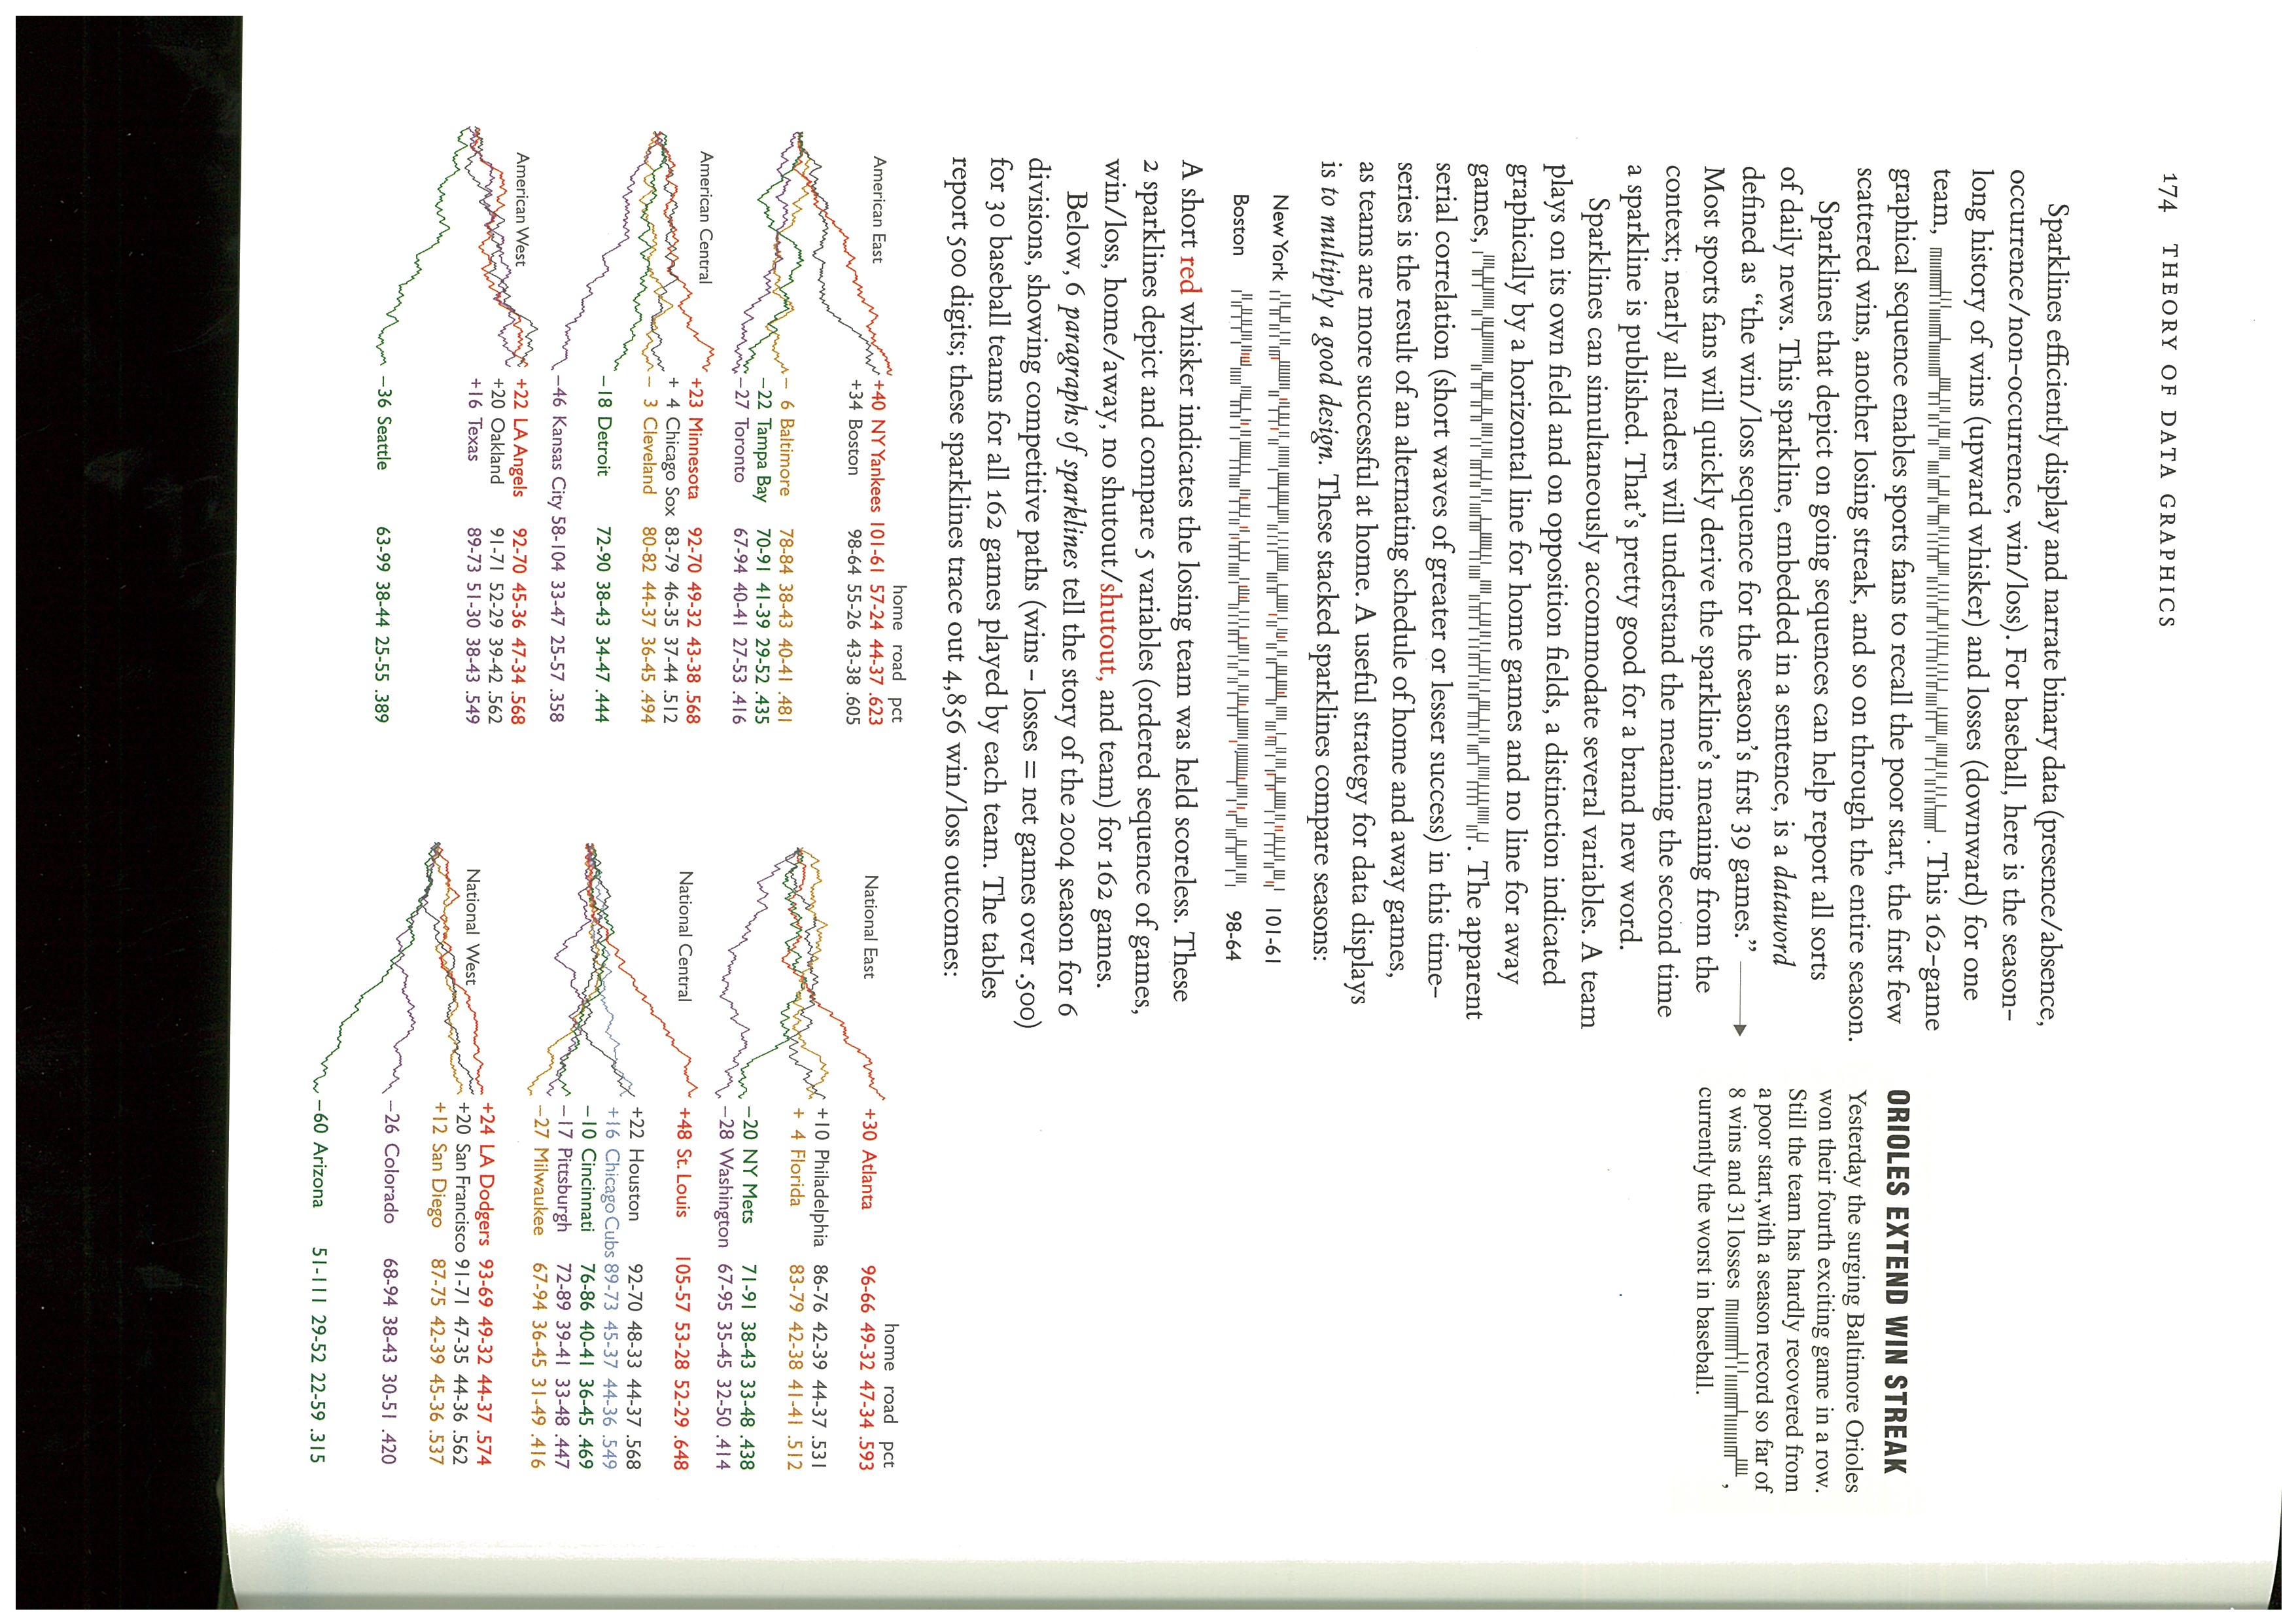 174 THEORY OF DATA GRAPHICS
Sparklines efficiently display and narrate binary data (presence/absence,
occurrence/non-occurrence, win/loss). For baseball, here is the season-
long history of wins (upward whisker) and losses (downward) for one
team, . This 162-game
graphical sequence enables sports fans to recall the poor start, the first few
scattered wins, another losing streak, and so on through the entire season.
Sparklines that depict on going sequences can help report all sorts
of daily news. This sparkline, embedded in a sentence, is a dataword
defined as “the win/loss sequence for the season’s first 39 games.”
Most sports fans will quickly derive the sparkline’s meaning from the
context; nearly all readers will understand the meaning the second time
a sparkline is published. That’s pretty good for a brand new word.
ORIOLES EXTEND WIN STREAK
Yesterday the surging Baltimore Orioles
won their fourth exciting game in a row.
Still the team has hardly recovered from
a poor start,with a season record so far of
8 wins and 31 losses ,
currently the worst in baseball.
Sparklines can simultaneously accommodate several variables. A team
plays on its own field and on opposition fields, a distinction indicated
graphically by a horizontal line for home games and no line for away
games, . The apparent
serial correlation (short waves of greater or lesser success) in this time-
series is the result of an alternating schedule of home and away games,
as teams are more successful at home. A useful strategy for data displays
is to multiply a good design. These stacked sparklines compare seasons:
New York 101-61
Boston 98-64
A short red whisker indicates the losing team was held scoreless. These
2 sparklines depict and compare 5 variables (ordered sequence of games,
win/loss, home/away, no shutout/shutout, and team) for 162 games.
Below, 6 paragraphs of sparklines tell the story of the 2004 season for 6
divisions, showing competitive paths (wins – losses = net games over .500)
for 30 baseball teams for all 162 games played by each team. The tables
report 500 digits; these sparklines trace out 4,856 win/loss outcomes:
home road pct
American East
+40 NY Yankees 101-61 57-24 44-37 .623
+34 Boston 98-64 55-26 43-38 .605
– 6 Baltimore 78-84 38-43 40-41 .481
–22 Tampa Bay 70-91 41-39 29-52 .435
–27 Toronto 67-94 40-41 27-53 .416
American Central
+23 Minnesota 92-70 49-32 43-38 .568
+ 4 Chicago Sox 83-79 46-35 37-44 .512
– 3 Cleveland 80-82 44-37 36-45 .494
–18 Detroit 72-90 38-43 34-47 .444
–46 Kansas City 58-104 33-47 25-57 .358
American West
+22 LA Angels 92-70 45-36 47-34 .568
+20 Oakland 91-71 52-29 39-42 .562
+16 Texas 89-73 51-30 38-43 .549
–36 Seattle 63-99 38-44 25-55 .389
home road pct
National East
+30 Atlanta 96-66 49-32 47-34 .593
+10 Philadelphia 86-76 42-39 44-37 .531
+ 4 Florida 83-79 42-38 41-41 .512
–20 NY Mets 71-91 38-43 33-48 .438
–28 Washington 67-95 35-45 32-50 .414
National Central
+48 St. Louis 105-57 53-28 52-29 .648
+22 Houston 92-70 48-33 44-37 .568
+16 Chicago Cubs 89-73 45-37 44-36 .549
–10 Cincinnati 76-86 40-41 36-45 .469
–17 Pittsburgh 72-89 39-41 33-48 .447
–27 Milwaukee 67-94 36-45 31-49 .416
National West
+24 LA Dodgers 93-69 49-32 44-37 .574
+20 San Francisco 91-71 47-35 44-36 .562
+12 San Diego 87-75 42-39 45-36 .537
–26 Colorado 68-94 38-43 30-51 .420
–60 Arizona 51-111 29-52 22-59 .315